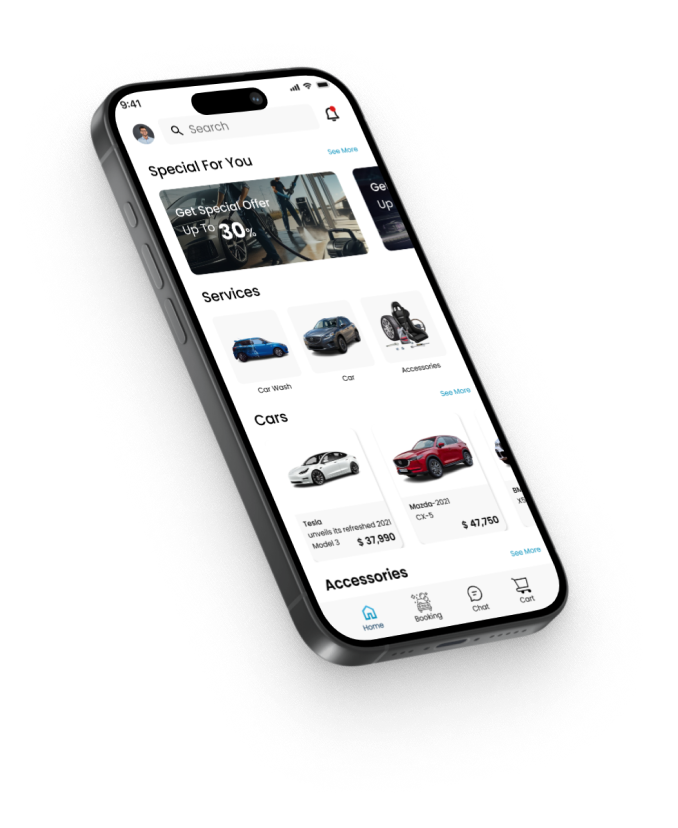 9:41
Search
Special For You
See More
Get Special Offer
Up To 30%
Ge
Up
Services
Car Wash
Car
Accessories
Cars
See More
Tesla
unveils its refreshed 2021
Model 3
$ 37,990
Mazda-2021
CX-5
$ 47,750
BM
X5
Accessories
See More
Home
Booking
Chat
Cart